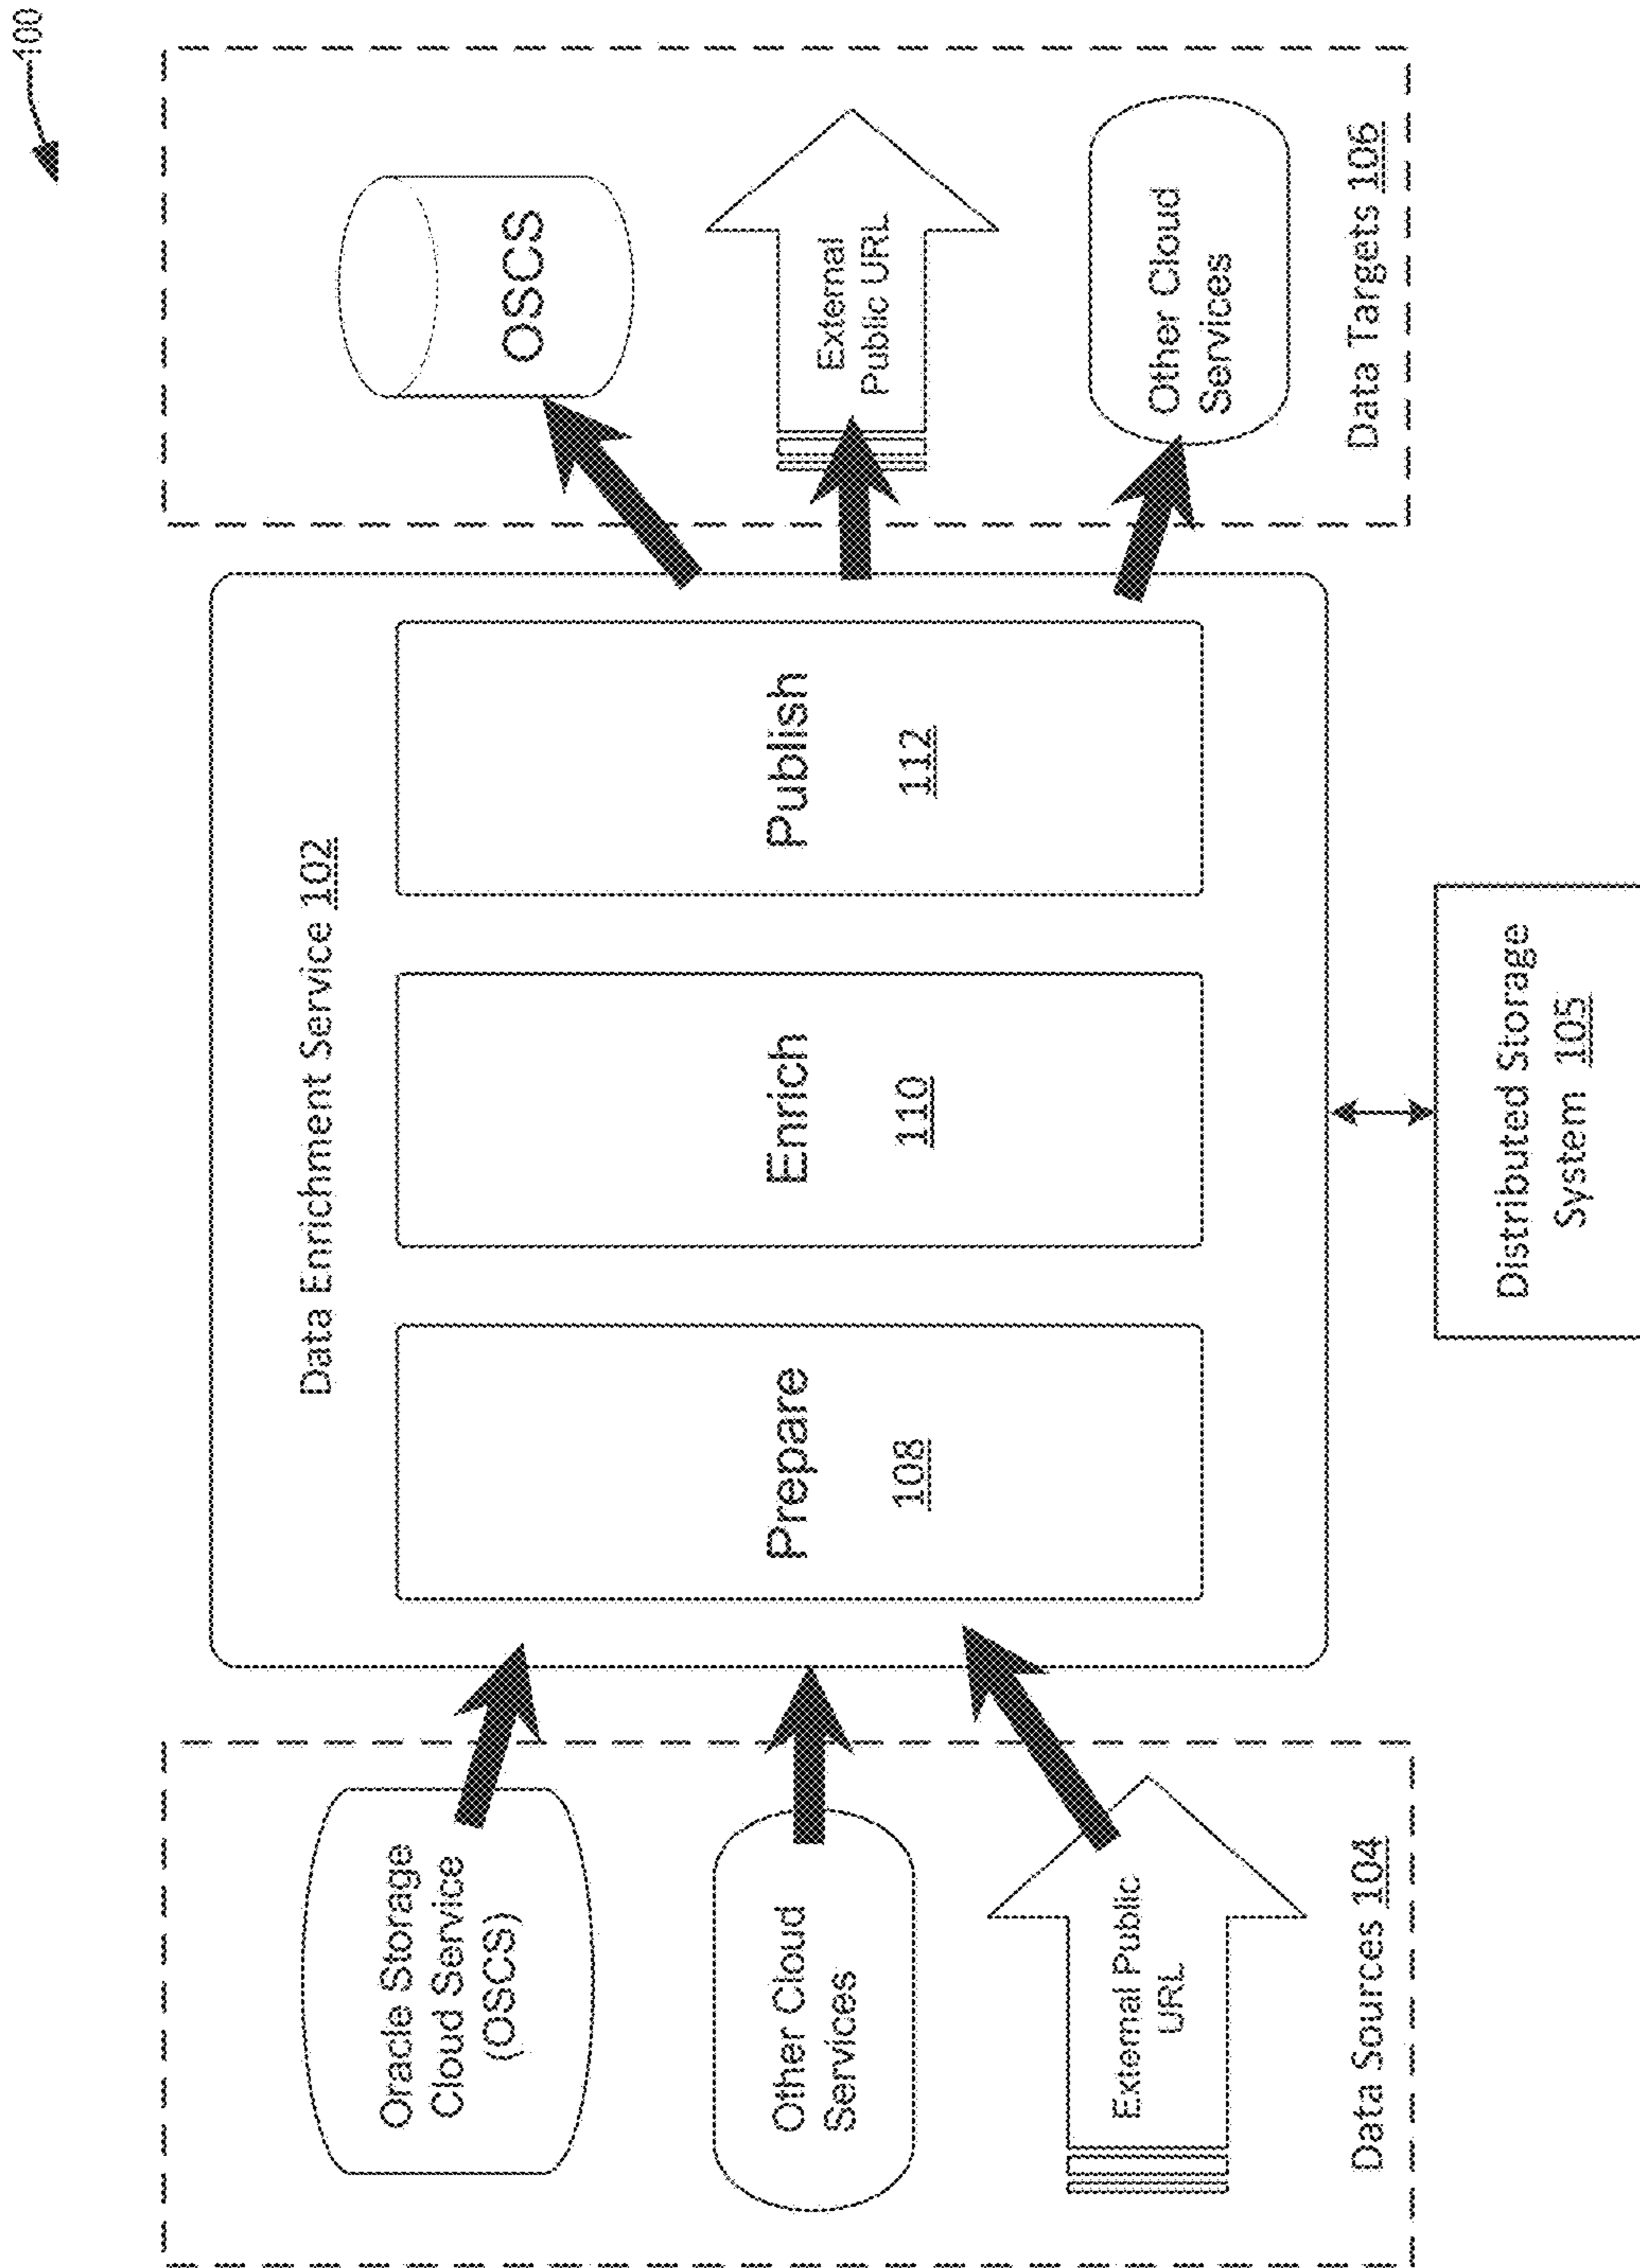 100
Oracle Storage
Cloud Service
(OSCS)
Other Cloud
Services
External Public
URL
Data Sources 104
Data Enrichment Service 102
Prepare
108
Enrich
110
Publish
112
Distributed Storage
System 105
OSCS
External
Public URL
Other Cloud
Services
Data Targets 106